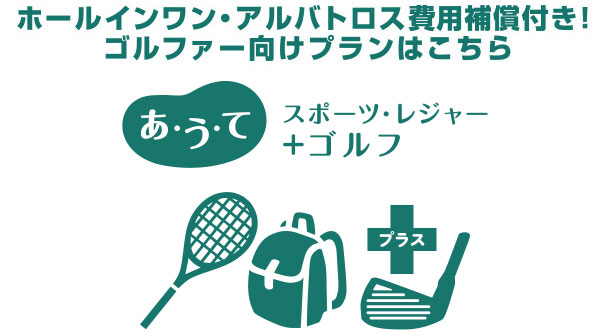 ホールインワン・アルバトロス費用補償付き!
ゴルファー向けプランはこちら
あ・う・て
スポーツ・レジャー
+ゴルフ
プラス